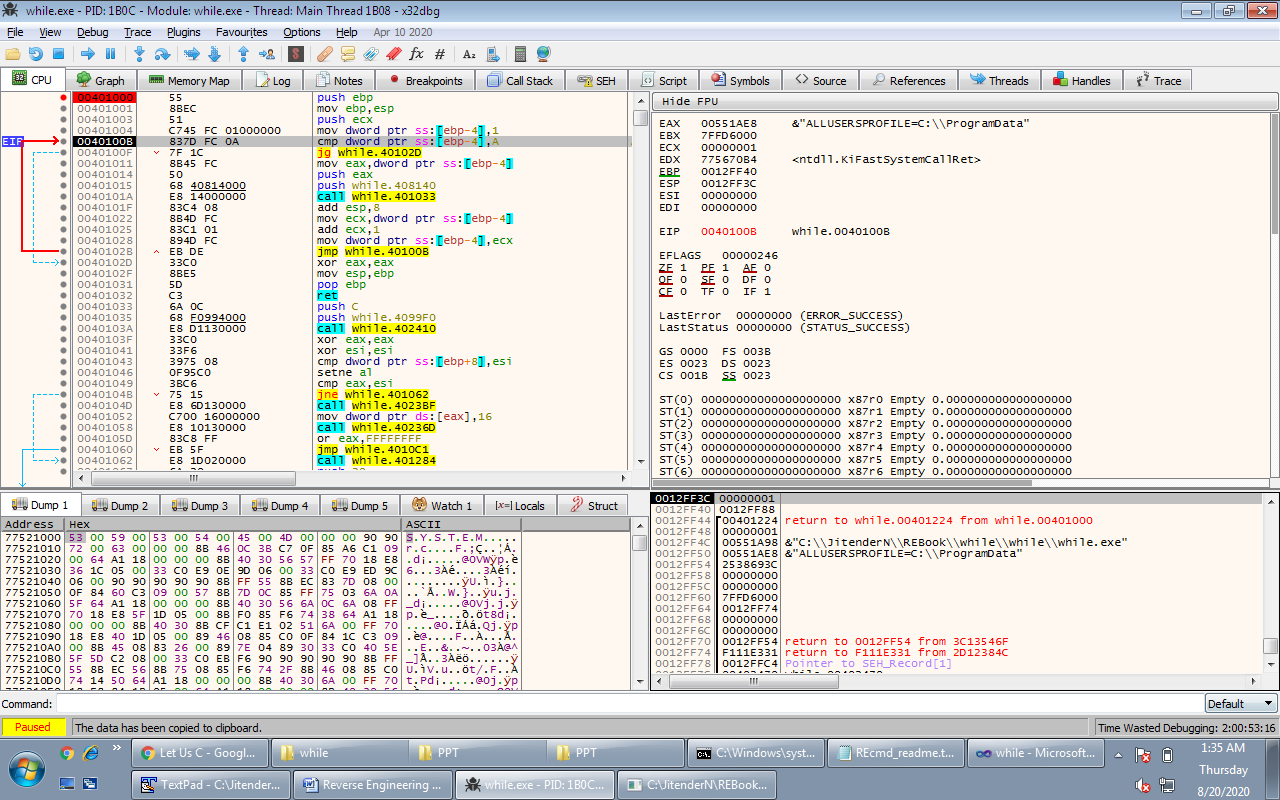 while.exe - PID: 1B0C - Module: while.exe - Thread: Main Thread 1B08 - x32dbg
File View Debug Trace Plugins Favourites Options Help Apr 10 2020
CPU Graph Memory Map Log Notes Breakpoints Call Stack SEH Script Symbols Source References Threads Handles Trace
EIP
00401000 55 push ebp
00401001 8BEC mov ebp,esp
00401003 51 push ecx
00401004 C745 FC 01000000 mov dword ptr ss:[ebp-4],1
0040100B 837D FC 0A cmp dword ptr ss:[ebp-4],A
0040100F 7F 1C jg while.40102D
00401011 8B45 FC mov eax,dword ptr ss:[ebp-4]
00401014 50 push eax
00401015 68 40814000 push while.408140
0040101A E8 14000000 call while.401033
0040101F 83C4 08 add esp,8
00401022 8B4D FC mov ecx,dword ptr ss:[ebp-4]
00401025 83C1 01 add ecx,1
00401028 894D FC mov dword ptr ss:[ebp-4],ecx
0040102B EB DE jmp while.40100B
0040102D 33C0 xor eax,eax
0040102F 8BE5 mov esp,ebp
00401031 5D pop ebp
00401032 C3 ret
00401033 6A 0C push C
00401035 68 F0994000 push while.4099F0
0040103A E8 D1130000 call while.402410
0040103F 33C0 xor eax,eax
00401041 33F6 xor esi,esi
00401043 3975 08 cmp dword ptr ss:[ebp+8],esi
00401046 0F95C0 setne al
00401049 3BC6 cmp eax,esi
0040104B 75 15 jne while.401062
0040104D E8 6D130000 call while.4023BF
00401052 C700 16000000 mov dword ptr ds:[eax],16
00401058 E8 10130000 call while.40236D
0040105D 83C8 FF or eax,FFFFFFFF
00401060 EB 5F jmp while.4010C1
00401062 E8 1D020000 call while.401284
Hide FPU
EAX 00551AE8 &"ALLUSERSPROFILE=C:\\ProgramData"
EBX 7FFD6000
ECX 00000001
EDX 775670B4 <ntdll.KiFastSystemCallRet>
EBP 0012FF40
ESP 0012FF3C
ESI 00000000
EDI 00000000
EIP 0040100B while.0040100B
EFLAGS 00000246
ZF 1 PF 1 AF 0
OF 0 SF 0 DF 0
CF 0 TF 0 IF 1
LastError 00000000 (ERROR_SUCCESS)
LastStatus 00000000 (STATUS_SUCCESS)
GS 0000 FS 003B
ES 0023 DS 0023
CS 001B SS 0023
ST(0) 00000000000000000000 x87r0 Empty 0.000000000000000000
ST(1) 00000000000000000000 x87r1 Empty 0.000000000000000000
ST(2) 00000000000000000000 x87r2 Empty 0.000000000000000000
ST(3) 00000000000000000000 x87r3 Empty 0.000000000000000000
ST(4) 00000000000000000000 x87r4 Empty 0.000000000000000000
ST(5) 00000000000000000000 x87r5 Empty 0.000000000000000000
ST(6) 00000000000000000000 x87r6 Empty 0.000000000000000000
Dump 1 Dump 2 Dump 3 Dump 4 Dump 5 Watch 1 Locals Struct
Address Hex ASCII
77521000 53 00 59 00 53 00 54 00 45 00 4D 00 00 00 90 90 S.Y.S.T.E.M.....
77521010 72 00 63 00 00 00 8B 46 0C 3B C7 0F 85 A6 C1 09
77521020 00 64 A1 18 00 00 00 8B 40 30 56 57 FF 70 18 E8
77521030 36 1C 05 00 33 C0 E9 0E 9D 06 00 33 C0 E9 ED 9C
77521040 06 00 90 90 90 90 90 8B FF 55 8B EC 83 7D 08 00
77521050 0F 84 60 C3 09 00 57 8B 7D 0C 85 FF 75 03 6A 0A
77521060 5F 64 A1 18 00 00 00 8B 40 30 56 6A 0C 6A 08 FF
77521070 70 18 E8 5F 1D 05 00 8B F0 85 F6 74 38 64 A1 18
77521080 00 00 00 8B 40 30 8B CF C1 E1 02 51 6A 00 FF 70
77521090 18 E8 40 1D 05 00 89 46 08 85 C0 0F 84 1C C3 09
775210A0 00 8B 45 08 83 26 00 89 7E 04 89 30 33 C0 40 5E
775210B0 5F 5D C2 08 00 33 C0 EB F6 90 90 90 90 90 8B FF
775210C0 55 8B EC 56 8B 75 08 85 F6 74 2F 8B 46 08 85 C0
775210D0 74 14 50 64 A1 18 00 00 00 8B 40 30 6A 00 FF 70
0012FF3C 00000001
0012FF40 0012FF88
0012FF44 00401224 return to while.00401224 from while.00401000
0012FF48 00000001
0012FF4C 00551A98 &"C:\\JitenderN\\REBook\\while\\while\\while.exe"
0012FF50 00551AE8 &"ALLUSERSPROFILE=C:\\ProgramData"
0012FF54 2538693C
0012FF58 00000000
0012FF5C 00000000
0012FF60 7FFD6000
0012FF64 0012FF74
0012FF68 00000000
0012FF6C 00000000
0012FF70 0012FF54 return to 0012FF54 from 3C13546F
0012FF74 F111E331 return to F111E331 from 2D12384C
0012FF78 0012FFC4 Pointer to SEH_Record[1]
Command: Default
Paused The data has been copied to clipboard. Time Wasted Debugging: 2:00:53:16
Let Us C - Googl... while PPT PPT C:\Windows\syst... REcmd_readme.t... while - Microsoft... 1:35 AM
Thursday
TextPad - C:\Jitender... Reverse Engineering ... while.exe - PID: 1B0C... C:\JitenderN\REBook... 8/20/2020